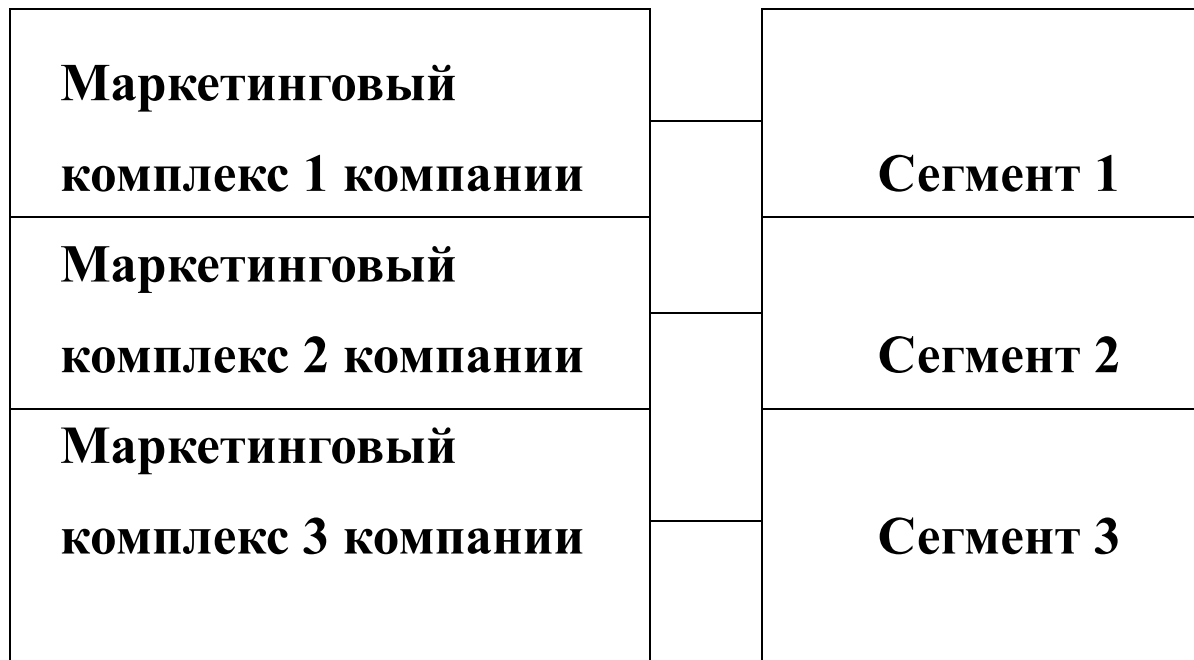 Маркетинговый
комплекс 1 компании
Сегмент 1
Маркетинговый
комплекс 2 компании
Сегмент 2
Маркетинговый
комплекс 3 компании
Сегмент 3